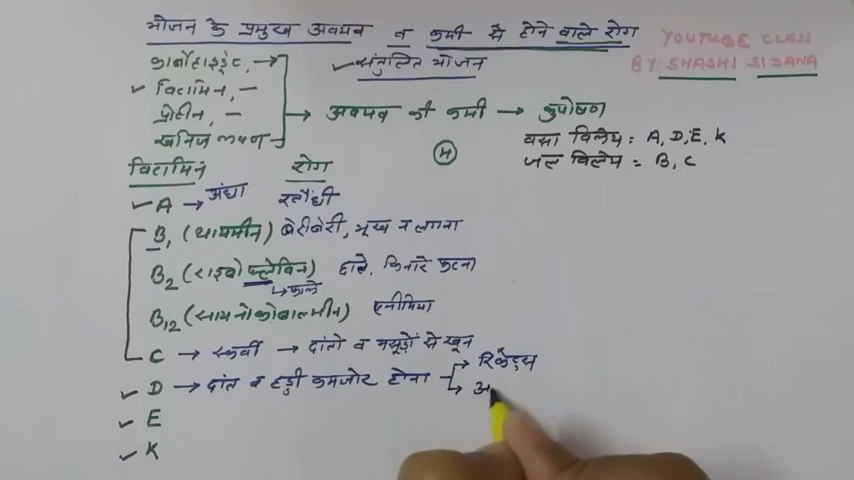 भोजन के प्रमुख अवयव व कमी से होने वाले रोग
YOUTUBE CLASS
BY SHASHI SIDANA
कार्बोहाइड्रेट, →
✓ संतुलित भोजन
✓ विटामिन, -
प्रोटीन, -
खनिज लवण -
→ अवयव की कमी → कुपोषण
वसा विलेय : A, D, E, K
जल विलेय = B, C
H
विटामिन रोग
✓ A → अंधा रतौंधी
B1 (थायमीन) बेरीबेरी, भूख न लगना
B2 (राइबो फ्लेविन) छाले, किनारे फटना
↳ छाले
B12 (सायनोकोबालमीन) एनीमिया
C → स्कर्वी → दांतो व मसूड़ों से खून
✓ D → दांत व हड्डी कमजोर होना → रिकेट्स
→ अ
✓ E
✓ K